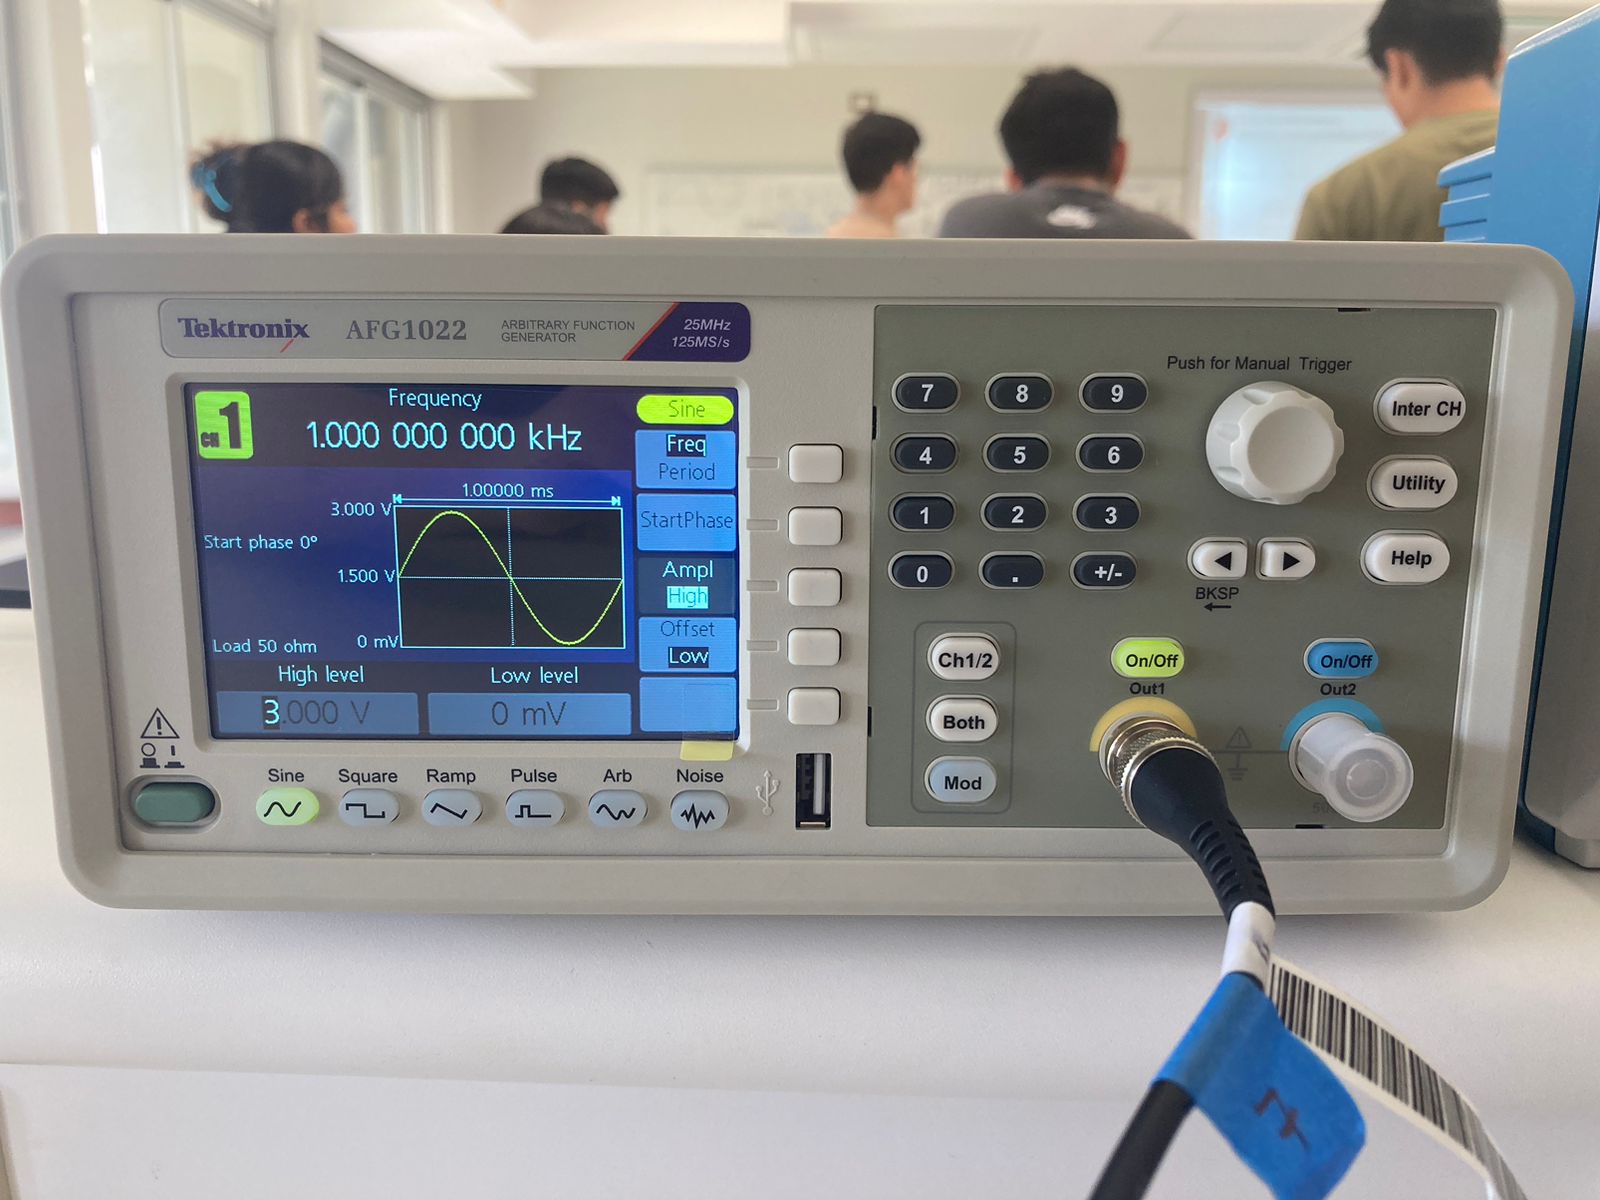 Tektronix AFG1022 ARBITRARY FUNCTION GENERATOR 25MHz 125MS/s
CH 1
Frequency
1.000 000 000 kHz
Sine
Freq
Period
StartPhase
Ampl
High
Offset
Low
1.00000 ms
3.000 V
Start phase 0°
1.500 V
Load 50 ohm
0 mV
High level
Low level
3.000 V
0 mV
Sine Square Ramp Pulse Arb Noise
Push for Manual Trigger
7 8 9
4 5 6
1 2 3
0 . +/-
Inter CH
Utility
Help
BKSP
Ch1/2
Both
Mod
On/Off
Out1
On/Off
Out2
7